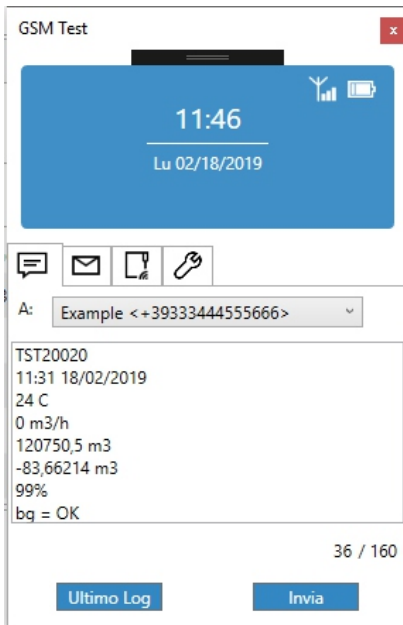 GSM Test
x
11:46
Lu 02/18/2019
A: Example <+39333444555666>
TST20020
11:31 18/02/2019
24 C
0 m3/h
120750,5 m3
-83,66214 m3
99%
bg = OK
36 / 160
Ultimo Log Invia